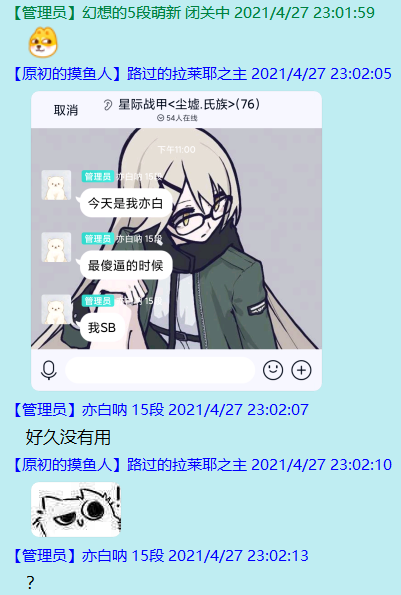 【管理员】幻想的5段萌新 闭关中 2021/4/27 23:01:59
【原初的摸鱼人】路过的拉莱耶之主 2021/4/27 23:02:05
取消
星际战甲<尘墟.氏族>(76)
54人在线
下午11:00
管理员 亦白呐 15段
今天是我亦白
管理员 亦白呐 15段
最傻逼的时候
管理员 亦白呐 15段
我SB
【管理员】亦白呐 15段 2021/4/27 23:02:07
好久没有用
【原初的摸鱼人】路过的拉莱耶之主 2021/4/27 23:02:10
【管理员】亦白呐 15段 2021/4/27 23:02:13
?